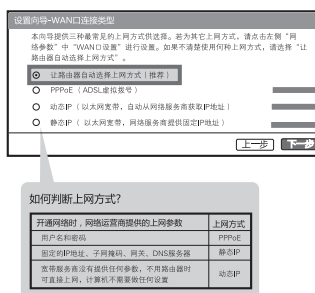 设置向导-WAN口连接类型
本向导提供三种最常见的上网方式供选择。若为其它上网方式，请点击左侧“网
络参数”中“WAN口设置”进行设置。如果不清楚使用何种上网方式，请选择“让
路由器自动选择上网方式”。
让路由器自动选择上网方式（推荐）
PPPoE（ADSL虚拟拨号）
动态IP（以太网宽带，自动从网络服务商获取IP地址）
静态IP（以太网宽带，网络服务商提供固定IP地址）
上一步 下一步
如何判断上网方式?
开通网络时，网络运营商提供的上网参数 上网方式
用户名和密码 PPPoE
固定的IP地址、子网掩码、网关、DNS服务器 静态IP
宽带服务商没有提供任何参数，不用路由器时
可直接上网，计算机不需要做任何设置 动态IP